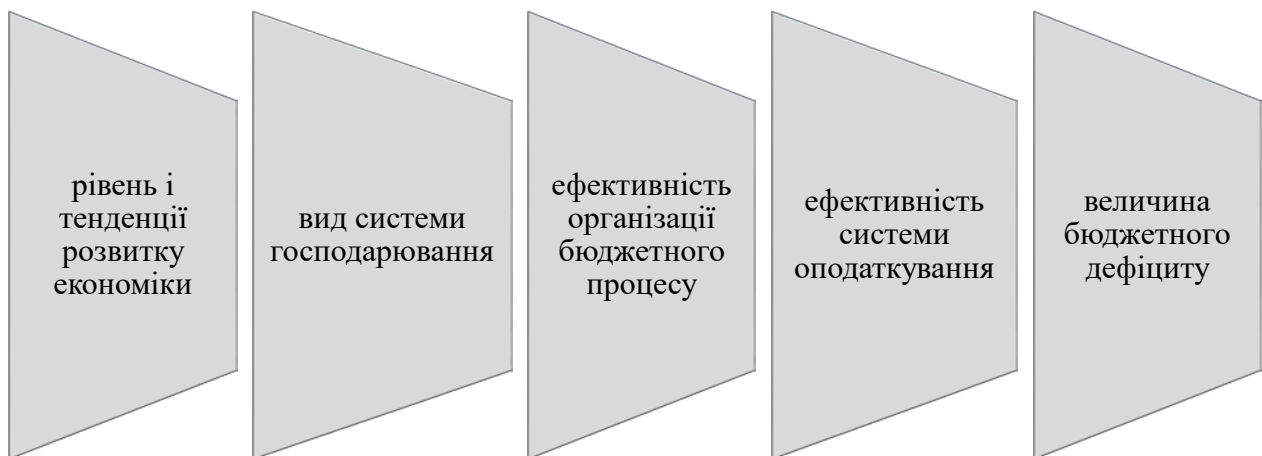 рівень і
тенденції
розвитку
економіки
вид системи
господарювання
ефективність
організації
бюджетного
процесу
ефективність
системи
оподаткування
величина
бюджетного
дефіциту